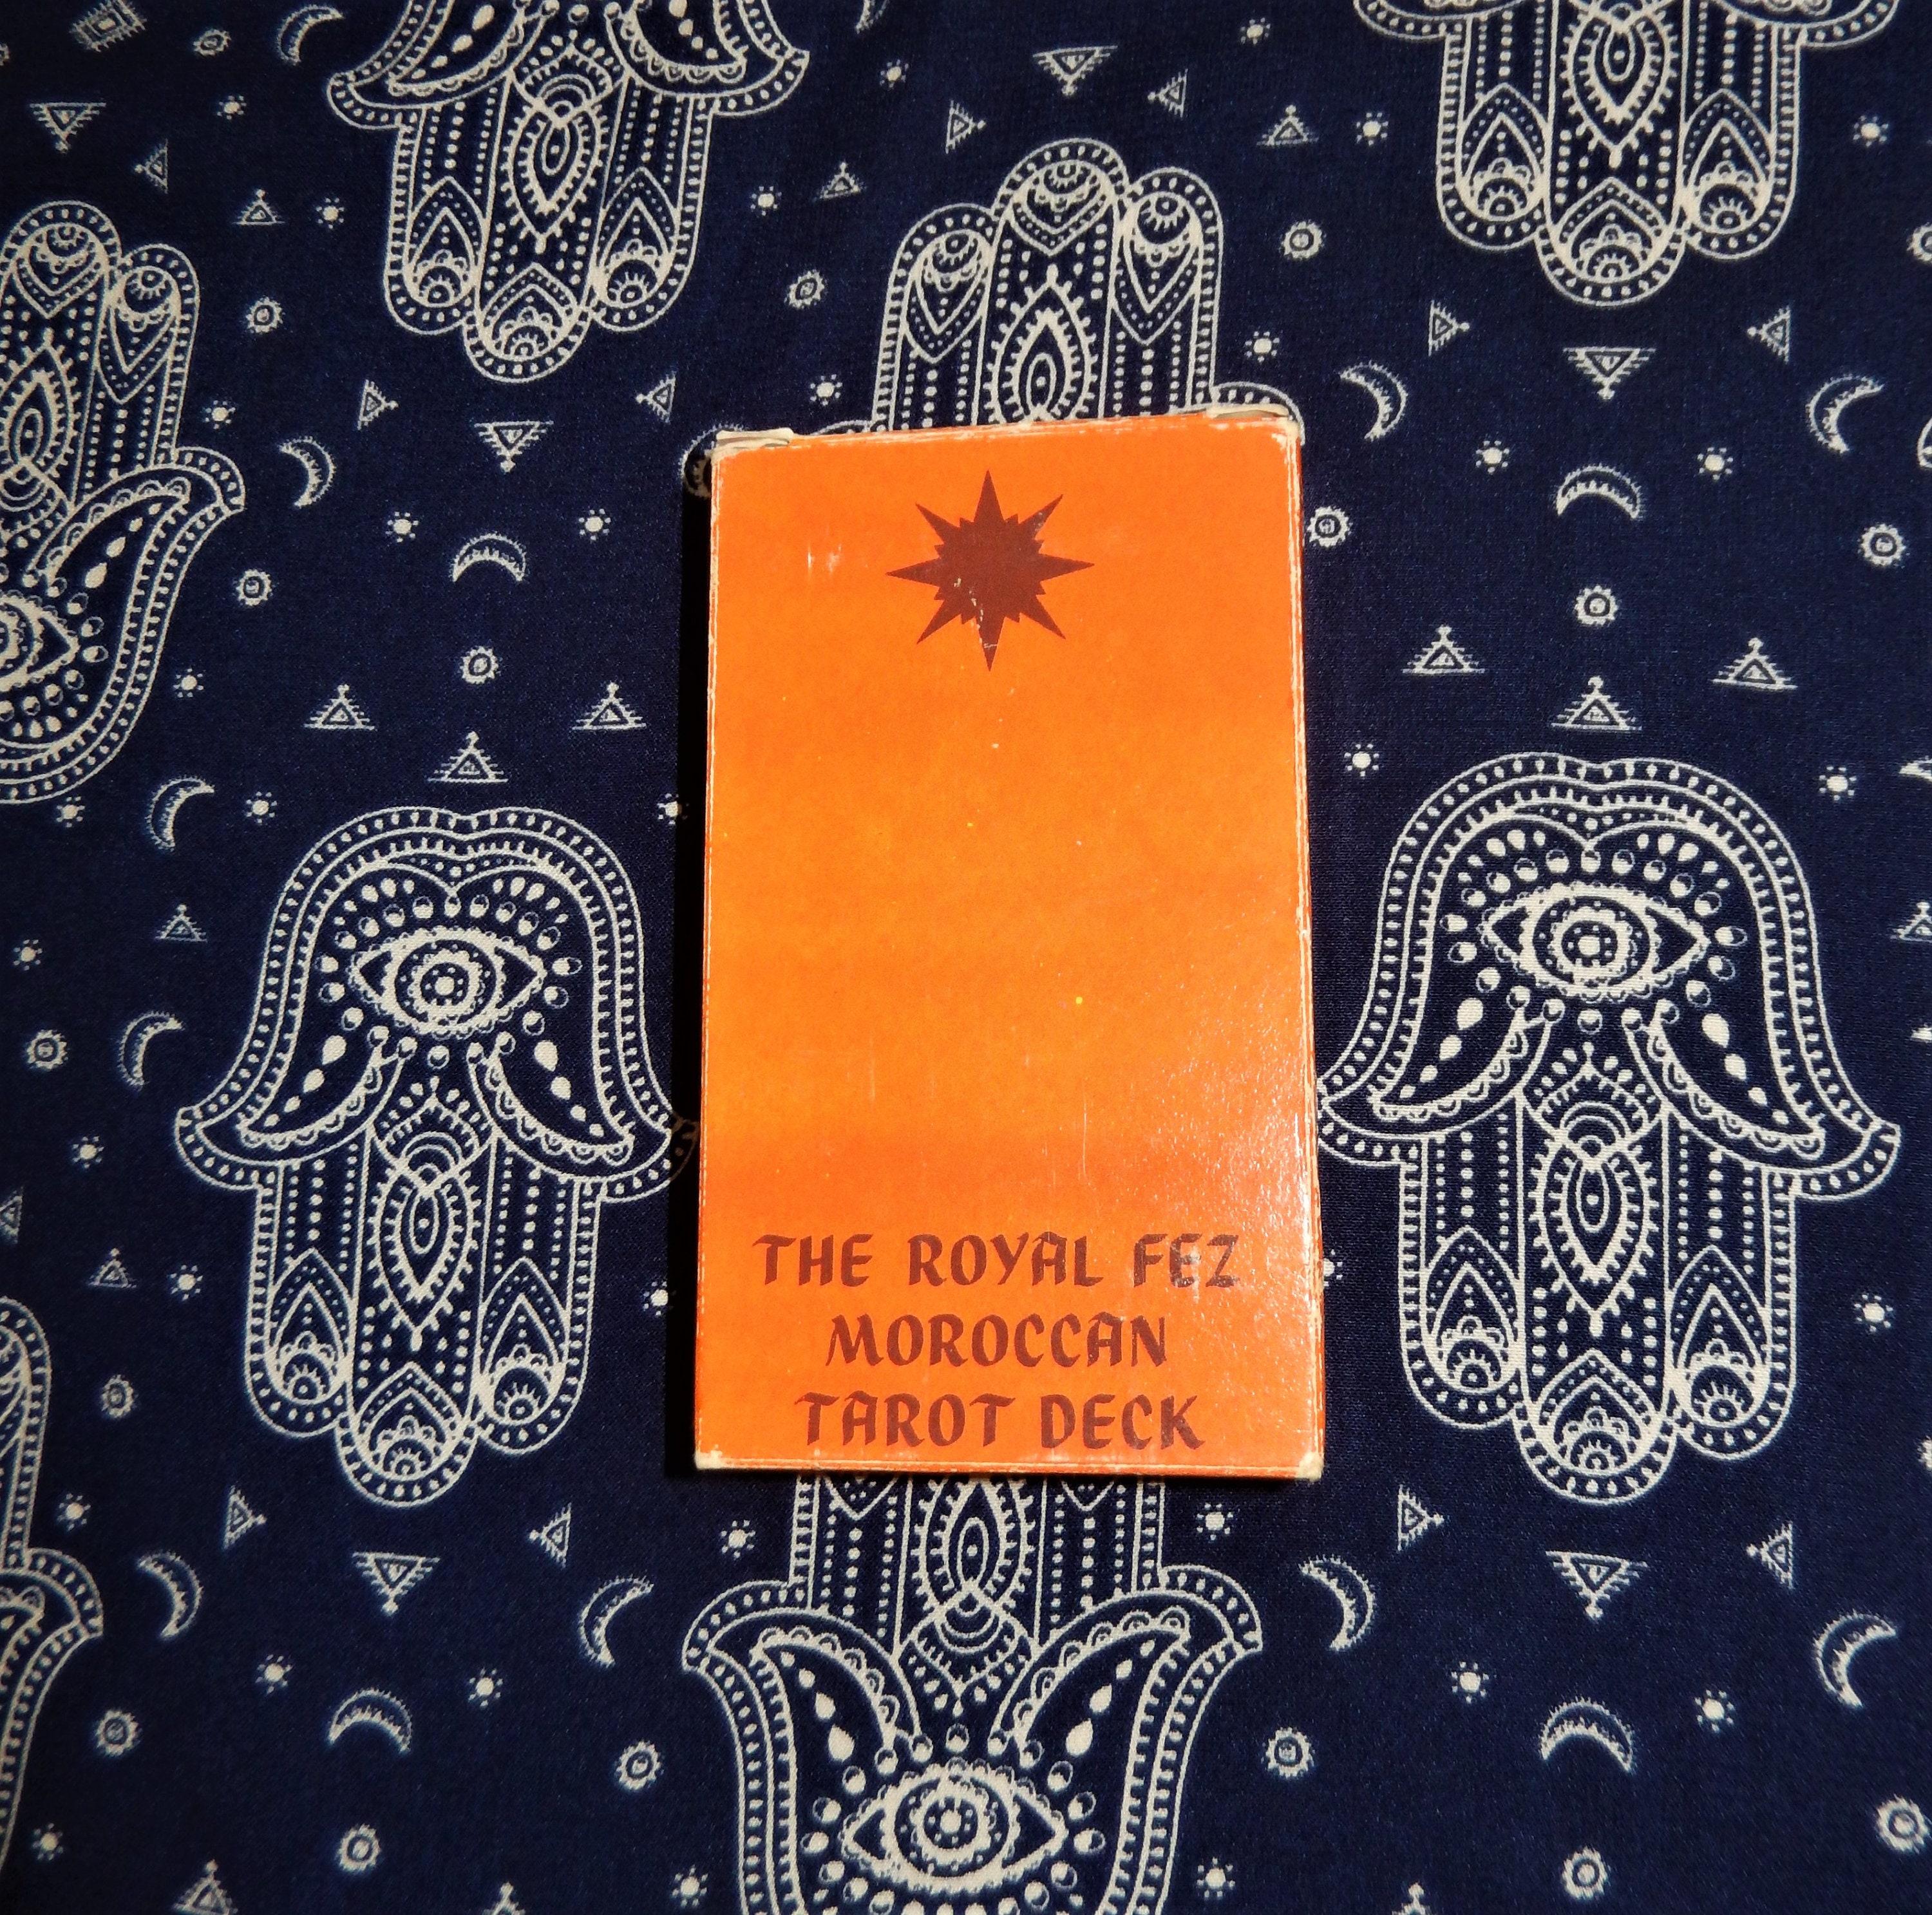 THE ROYAL FEZ
MOROCCAN
TAROT DECK